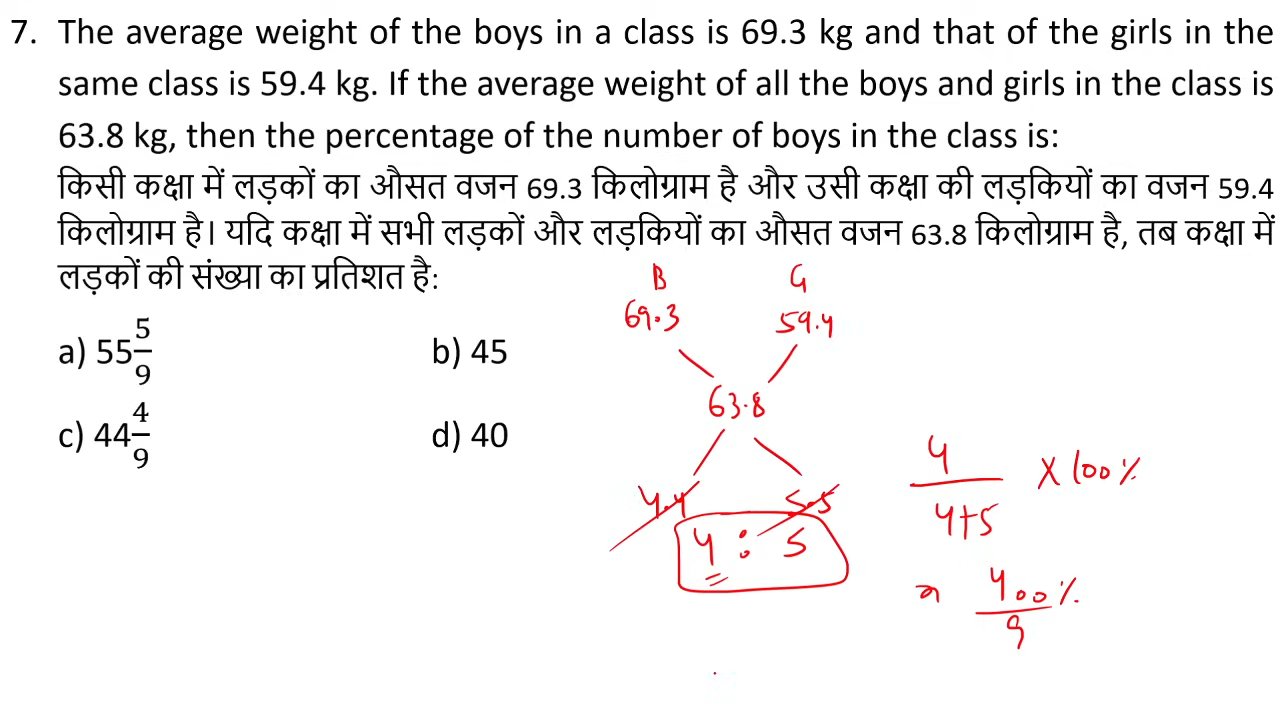 7. The average weight of the boys in a class is 69.3 kg and that of the girls in the
same class is 59.4 kg. If the average weight of all the boys and girls in the class is
63.8 kg, then the percentage of the number of boys in the class is:
किसी कक्षा में लड़कों का औसत वजन 69.3 किलोग्राम है और उसी कक्षा की लड़कियों का वजन 59.4
किलोग्राम है। यदि कक्षा में सभी लड़कों और लड़कियों का औसत वजन 63.8 किलोग्राम है, तब कक्षा में
लड़कों की संख्या का प्रतिशत है:
a) 55 5/9 b) 45
c) 44 4/9 d) 40
B G
69.3 59.4
63.8
4.4 5.5
4 : 5
4/(4+5) × 100%
= 400%/9